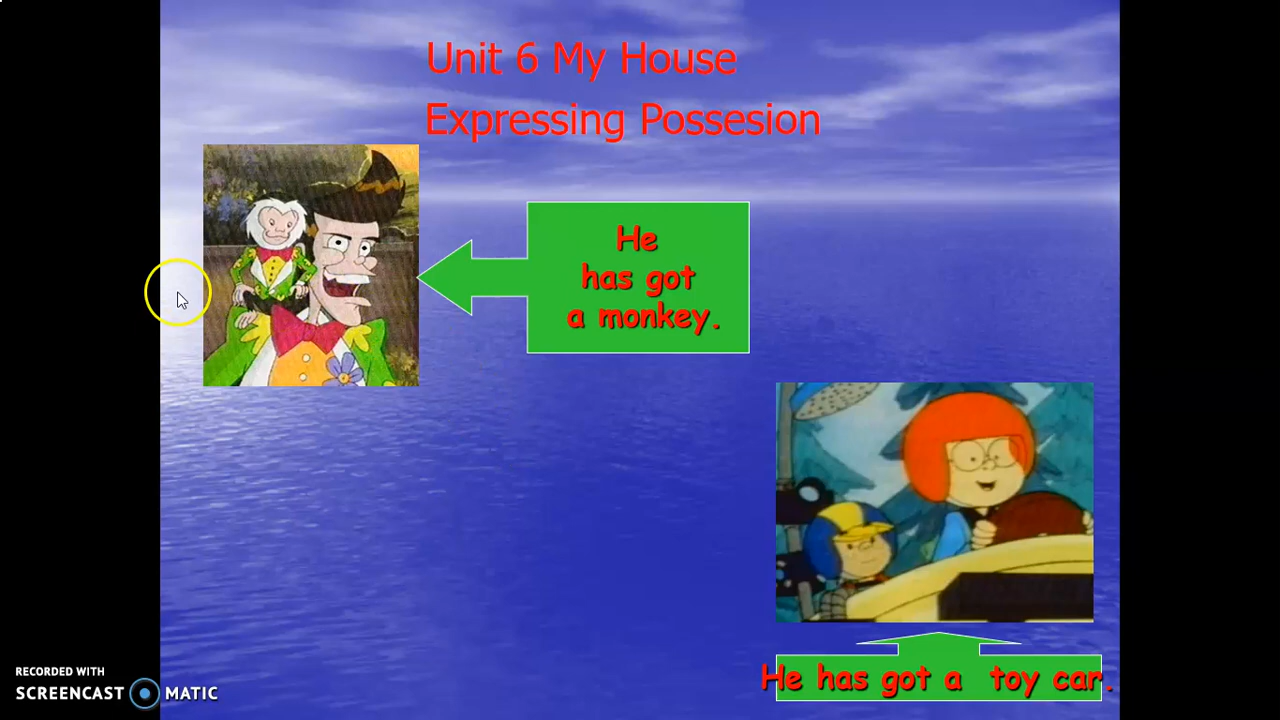 Unit 6 My House
Expressing Possesion
He
has got
a monkey.
He has got a toy car.
RECORDED WITH
SCREENCAST MATIC